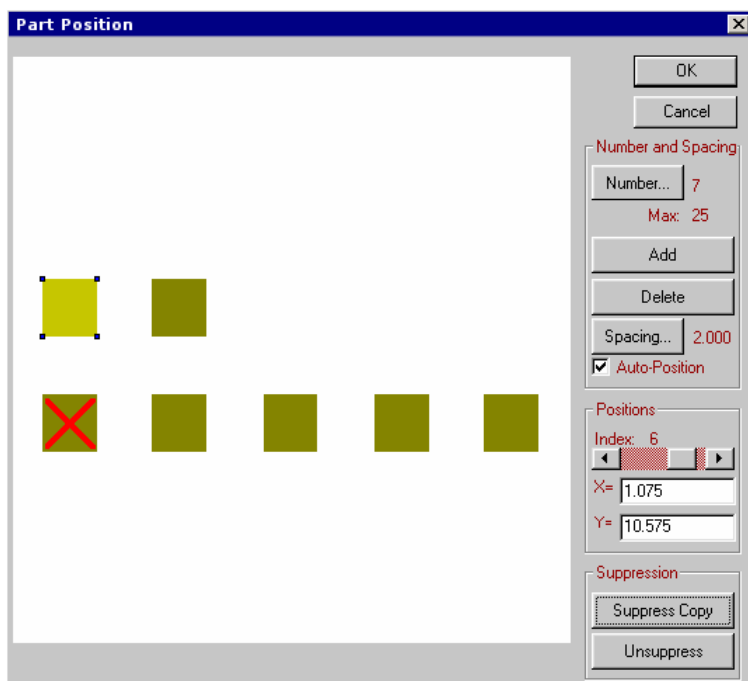 Part Position
OK
Cancel
Number and Spacing
Number... 7
Max: 25
Add
Delete
Spacing... 2.000
Auto-Position
Positions
Index: 6
X= 1.075
Y= 10.575
Suppression
Suppress Copy
Unsuppress